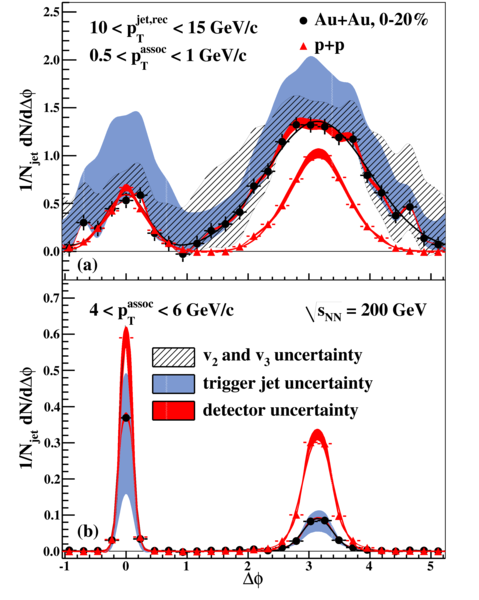 10 < p_T^jet,rec < 15 GeV/c
0.5 < p_T^assoc < 1 GeV/c
Au+Au, 0-20%
p+p
1/N_jet dN/dΔϕ
2.5
2.0
1.5
1.0
0.5
0.0
(a)
4 < p_T^assoc < 6 GeV/c
√s_NN = 200 GeV
v_2 and v_3 uncertainty
trigger jet uncertainty
detector uncertainty
1/N_jet dN/dΔϕ
0.7
0.6
0.5
0.4
0.3
0.2
0.1
0.0
(b)
-1 0 1 2 3 4 5
Δϕ